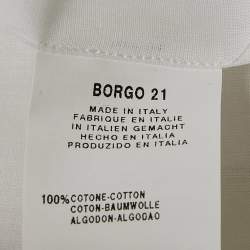 BORGO 21
MADE IN ITALY
FABRIQUE EN ITALIE
IN ITALIEN GEMACHT
HECHO EN ITALIA
PRODUZIDO EN ITALIA
100% COTONE-COTTON
COTON-BAUMWOLLE
ALGODON-ALGODAO